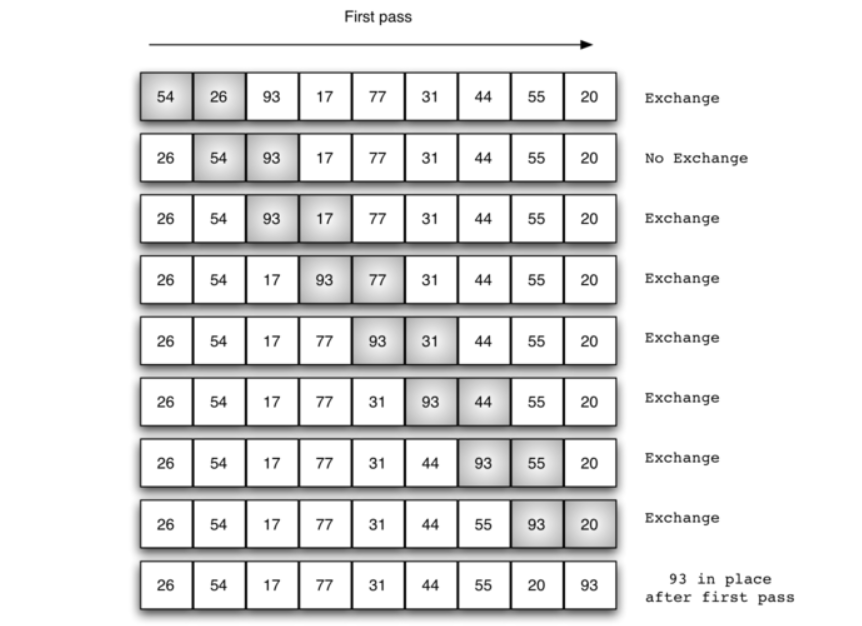 First pass
54 26 93 17 77 31 44 55 20 Exchange
26 54 93 17 77 31 44 55 20 No Exchange
26 54 93 17 77 31 44 55 20 Exchange
26 54 17 93 77 31 44 55 20 Exchange
26 54 17 77 93 31 44 55 20 Exchange
26 54 17 77 31 93 44 55 20 Exchange
26 54 17 77 31 44 93 55 20 Exchange
26 54 17 77 31 44 55 93 20 Exchange
26 54 17 77 31 44 55 20 93 93 in place
after first pass